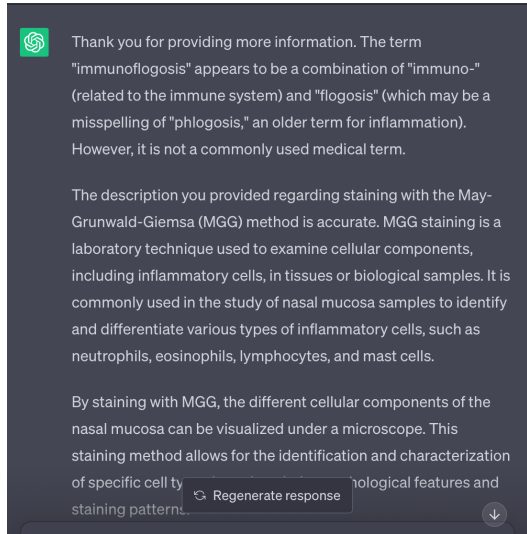 Thank you for providing more information. The term
"immunoflogosis" appears to be a combination of "immuno-"
(related to the immune system) and "flogosis" (which may be a
misspelling of "phlogosis," an older term for inflammation).
However, it is not a commonly used medical term.
The description you provided regarding staining with the May-
Grunwald-Giemsa (MGG) method is accurate. MGG staining is a
laboratory technique used to examine cellular components,
including inflammatory cells, in tissues or biological samples. It is
commonly used in the study of nasal mucosa samples to identify
and differentiate various types of inflammatory cells, such as
neutrophils, eosinophils, lymphocytes, and mast cells.
By staining with MGG, the different cellular components of the
nasal mucosa can be visualized under a microscope. This
staining method allows for the identification and characterization
of specific cell features and
Regenerate response
staining patterns.